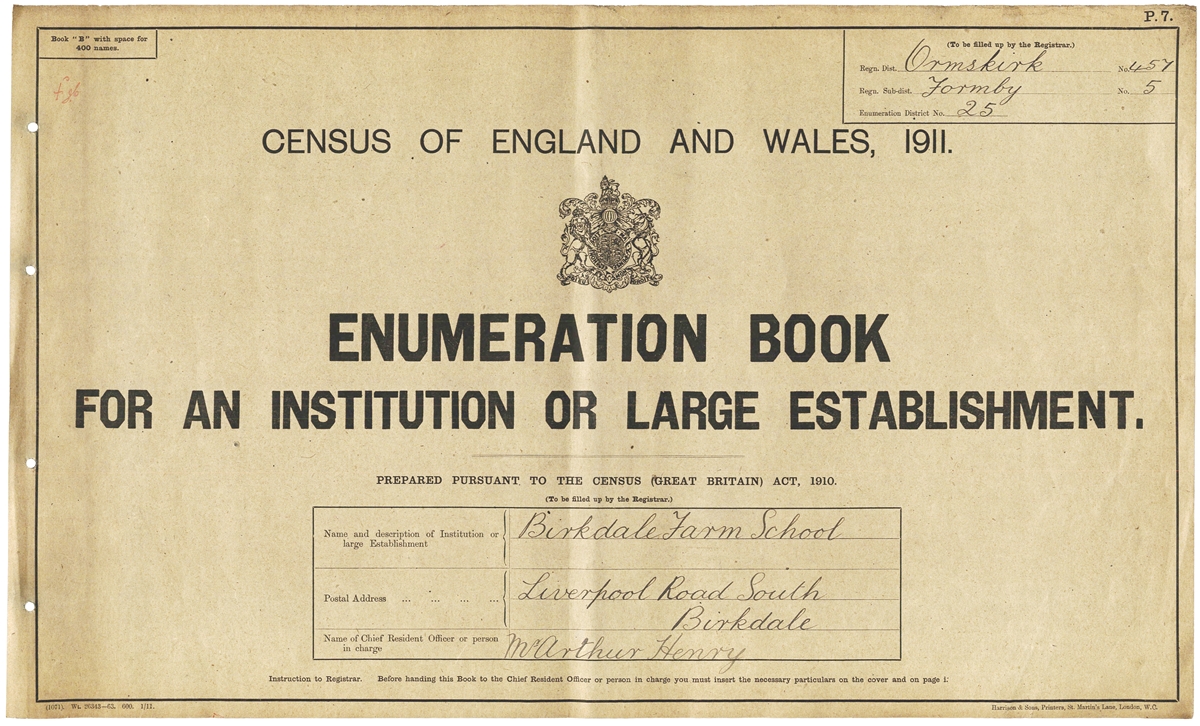 P. 7.
Book "B" with space for
400 names.
(To be filled up by the Registrar.)
Regn. Dist. Ormskirk No. 457
Regn. Sub-dist. Formby No. 5
Enumeration District No. 25
CENSUS OF ENGLAND AND WALES, 1911.
ENUMERATION BOOK
FOR AN INSTITUTION OR LARGE ESTABLISHMENT.
PREPARED PURSUANT TO THE CENSUS (GREAT BRITAIN) ACT, 1910.
(To be filled up by the Registrar.)
Name and description of Institution or
large Establishment
Birkdale Farm School
Postal Address ... ... ... ...
Liverpool Road South
Birkdale
Name of Chief Resident Officer or person
in charge
McArthur Henry
Instruction to Registrar. Before handing this Book to the Chief Resident Officer or person in charge you must insert the necessary particulars on the cover and on page i.
(1071). Wt. 26343—63. 600. 1/11.
Harrison & Sons, Printers, St. Martin's Lane, London, W.C.